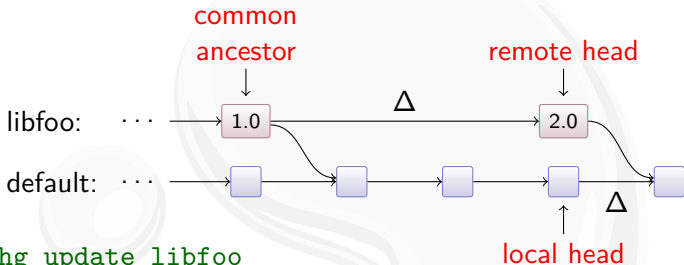 common
ancestor
remote head
Δ
libfoo: · · ·
1.0
2.0
default: · · ·
Δ
hg update libfoo
local head